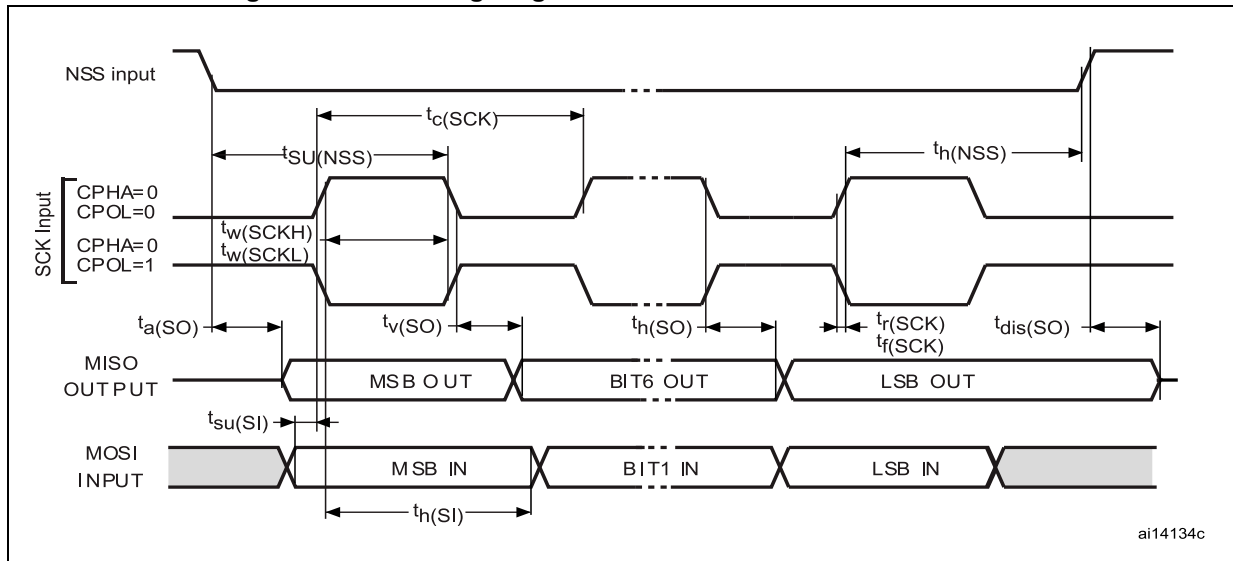 NSS input
tc(SCK)
tSU(NSS)
th(NSS)
SCK Input
CPHA=0
CPOL=0
CPHA=0
CPOL=1
tw(SCKH)
tw(SCKL)
ta(SO)
tv(SO)
th(SO)
tr(SCK)
tf(SCK)
tdis(SO)
MISO
OUTPUT
MSB OUT
BIT6 OUT
LSB OUT
tsu(SI)
MOSI
INPUT
MSB IN
BIT1 IN
LSB IN
th(SI)
ai14134c